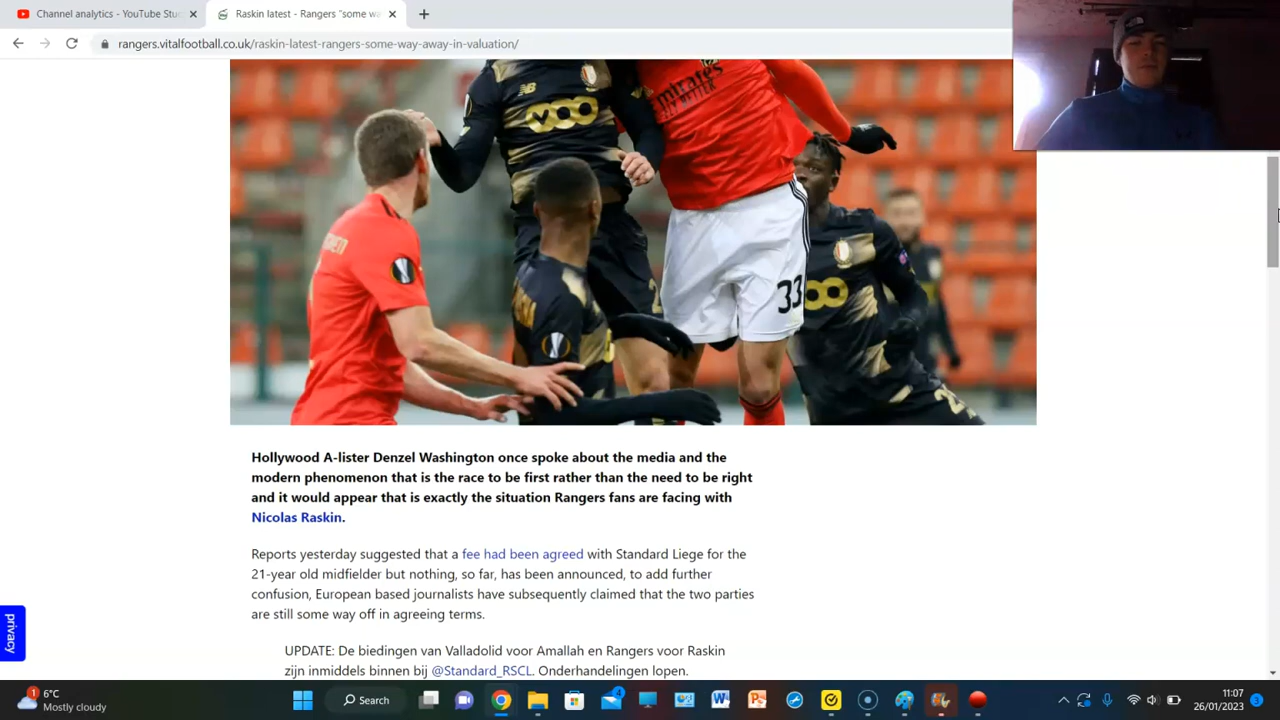 Channel analytics - YouTube Stu
Raskin latest - Rangers "some wa
rangers.vitalfootball.co.uk/raskin-latest-rangers-some-way-away-in-valuation/
NB
VOO
Emirates
FLY BETTER
33
Hollywood A-lister Denzel Washington once spoke about the media and the
modern phenomenon that is the race to be first rather than the need to be right
and it would appear that is exactly the situation Rangers fans are facing with
Nicolas Raskin.
Reports yesterday suggested that a fee had been agreed with Standard Liege for the
21-year old midfielder but nothing, so far, has been announced, to add further
confusion, European based journalists have subsequently claimed that the two parties
are still some way off in agreeing terms.
UPDATE: De biedingen van Valladolid voor Amallah en Rangers voor Raskin
zijn inmiddels binnen bij @Standard_RSCL. Onderhandelingen lopen.
privacy
1
6°C
Mostly cloudy
Search
4
11:07
26/01/2023
1